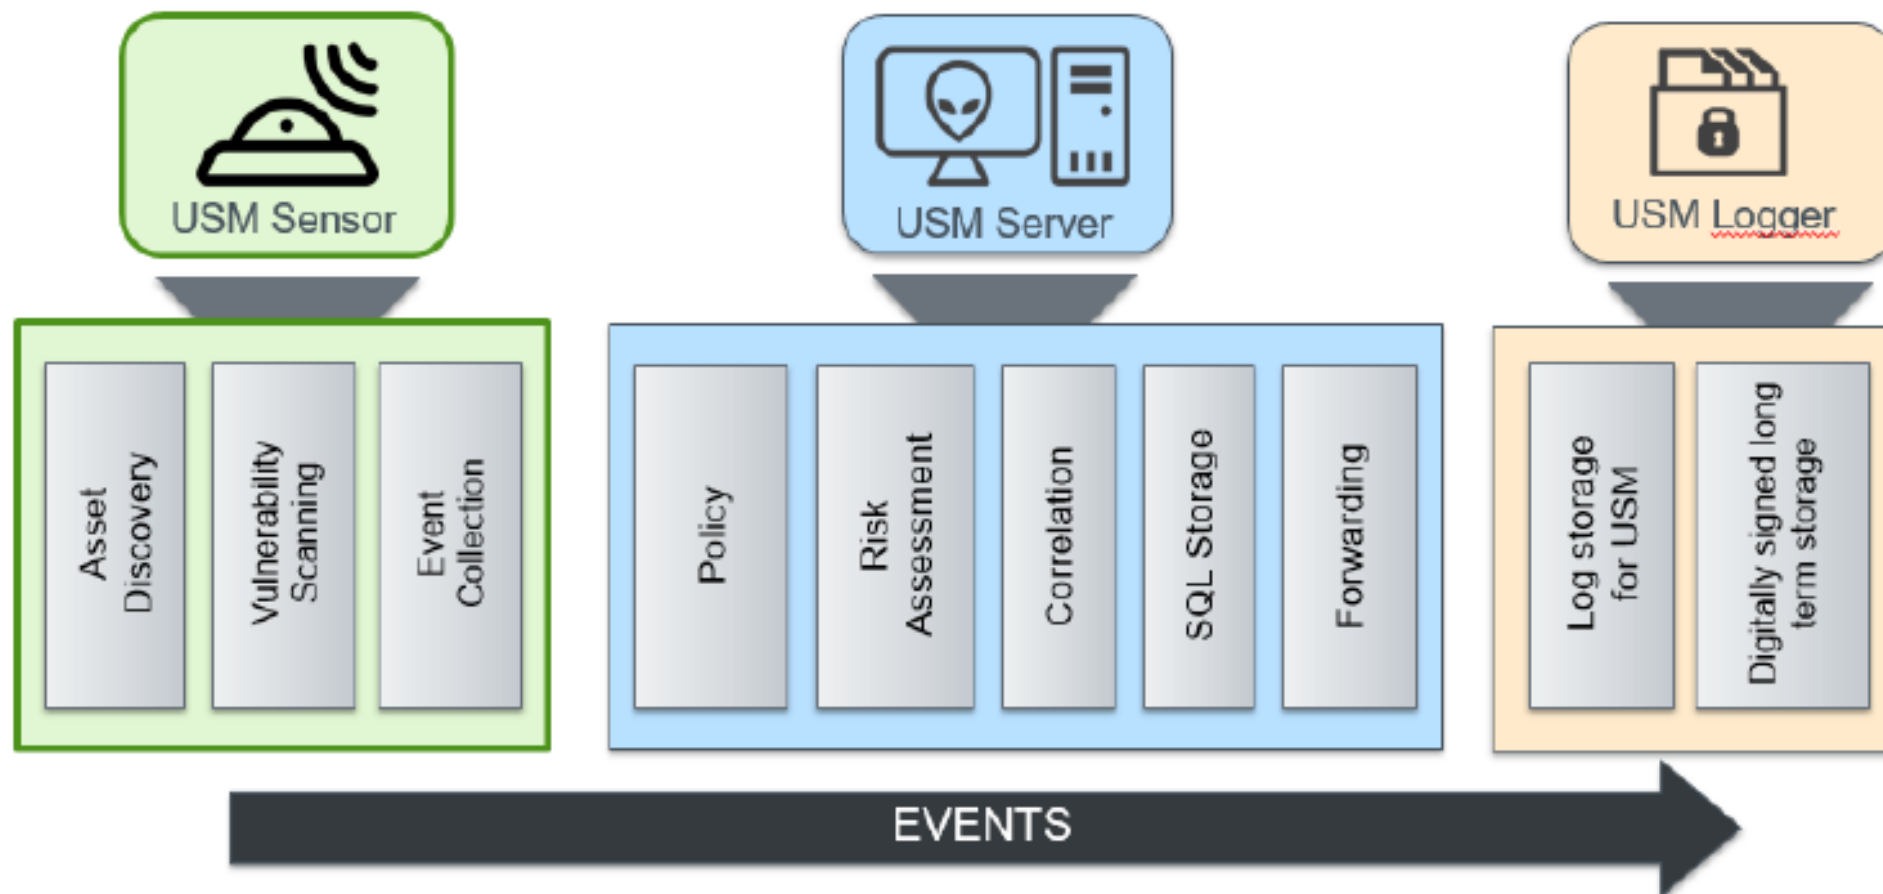 USM Sensor
USM Server
USM Logger
Asset
Discovery
Vulnerability
Scanning
Event
Collection
Policy
Risk
Assessment
Correlation
SQL Storage
Forwarding
Log storage
for USM
Digitally signed long
term storage
EVENTS